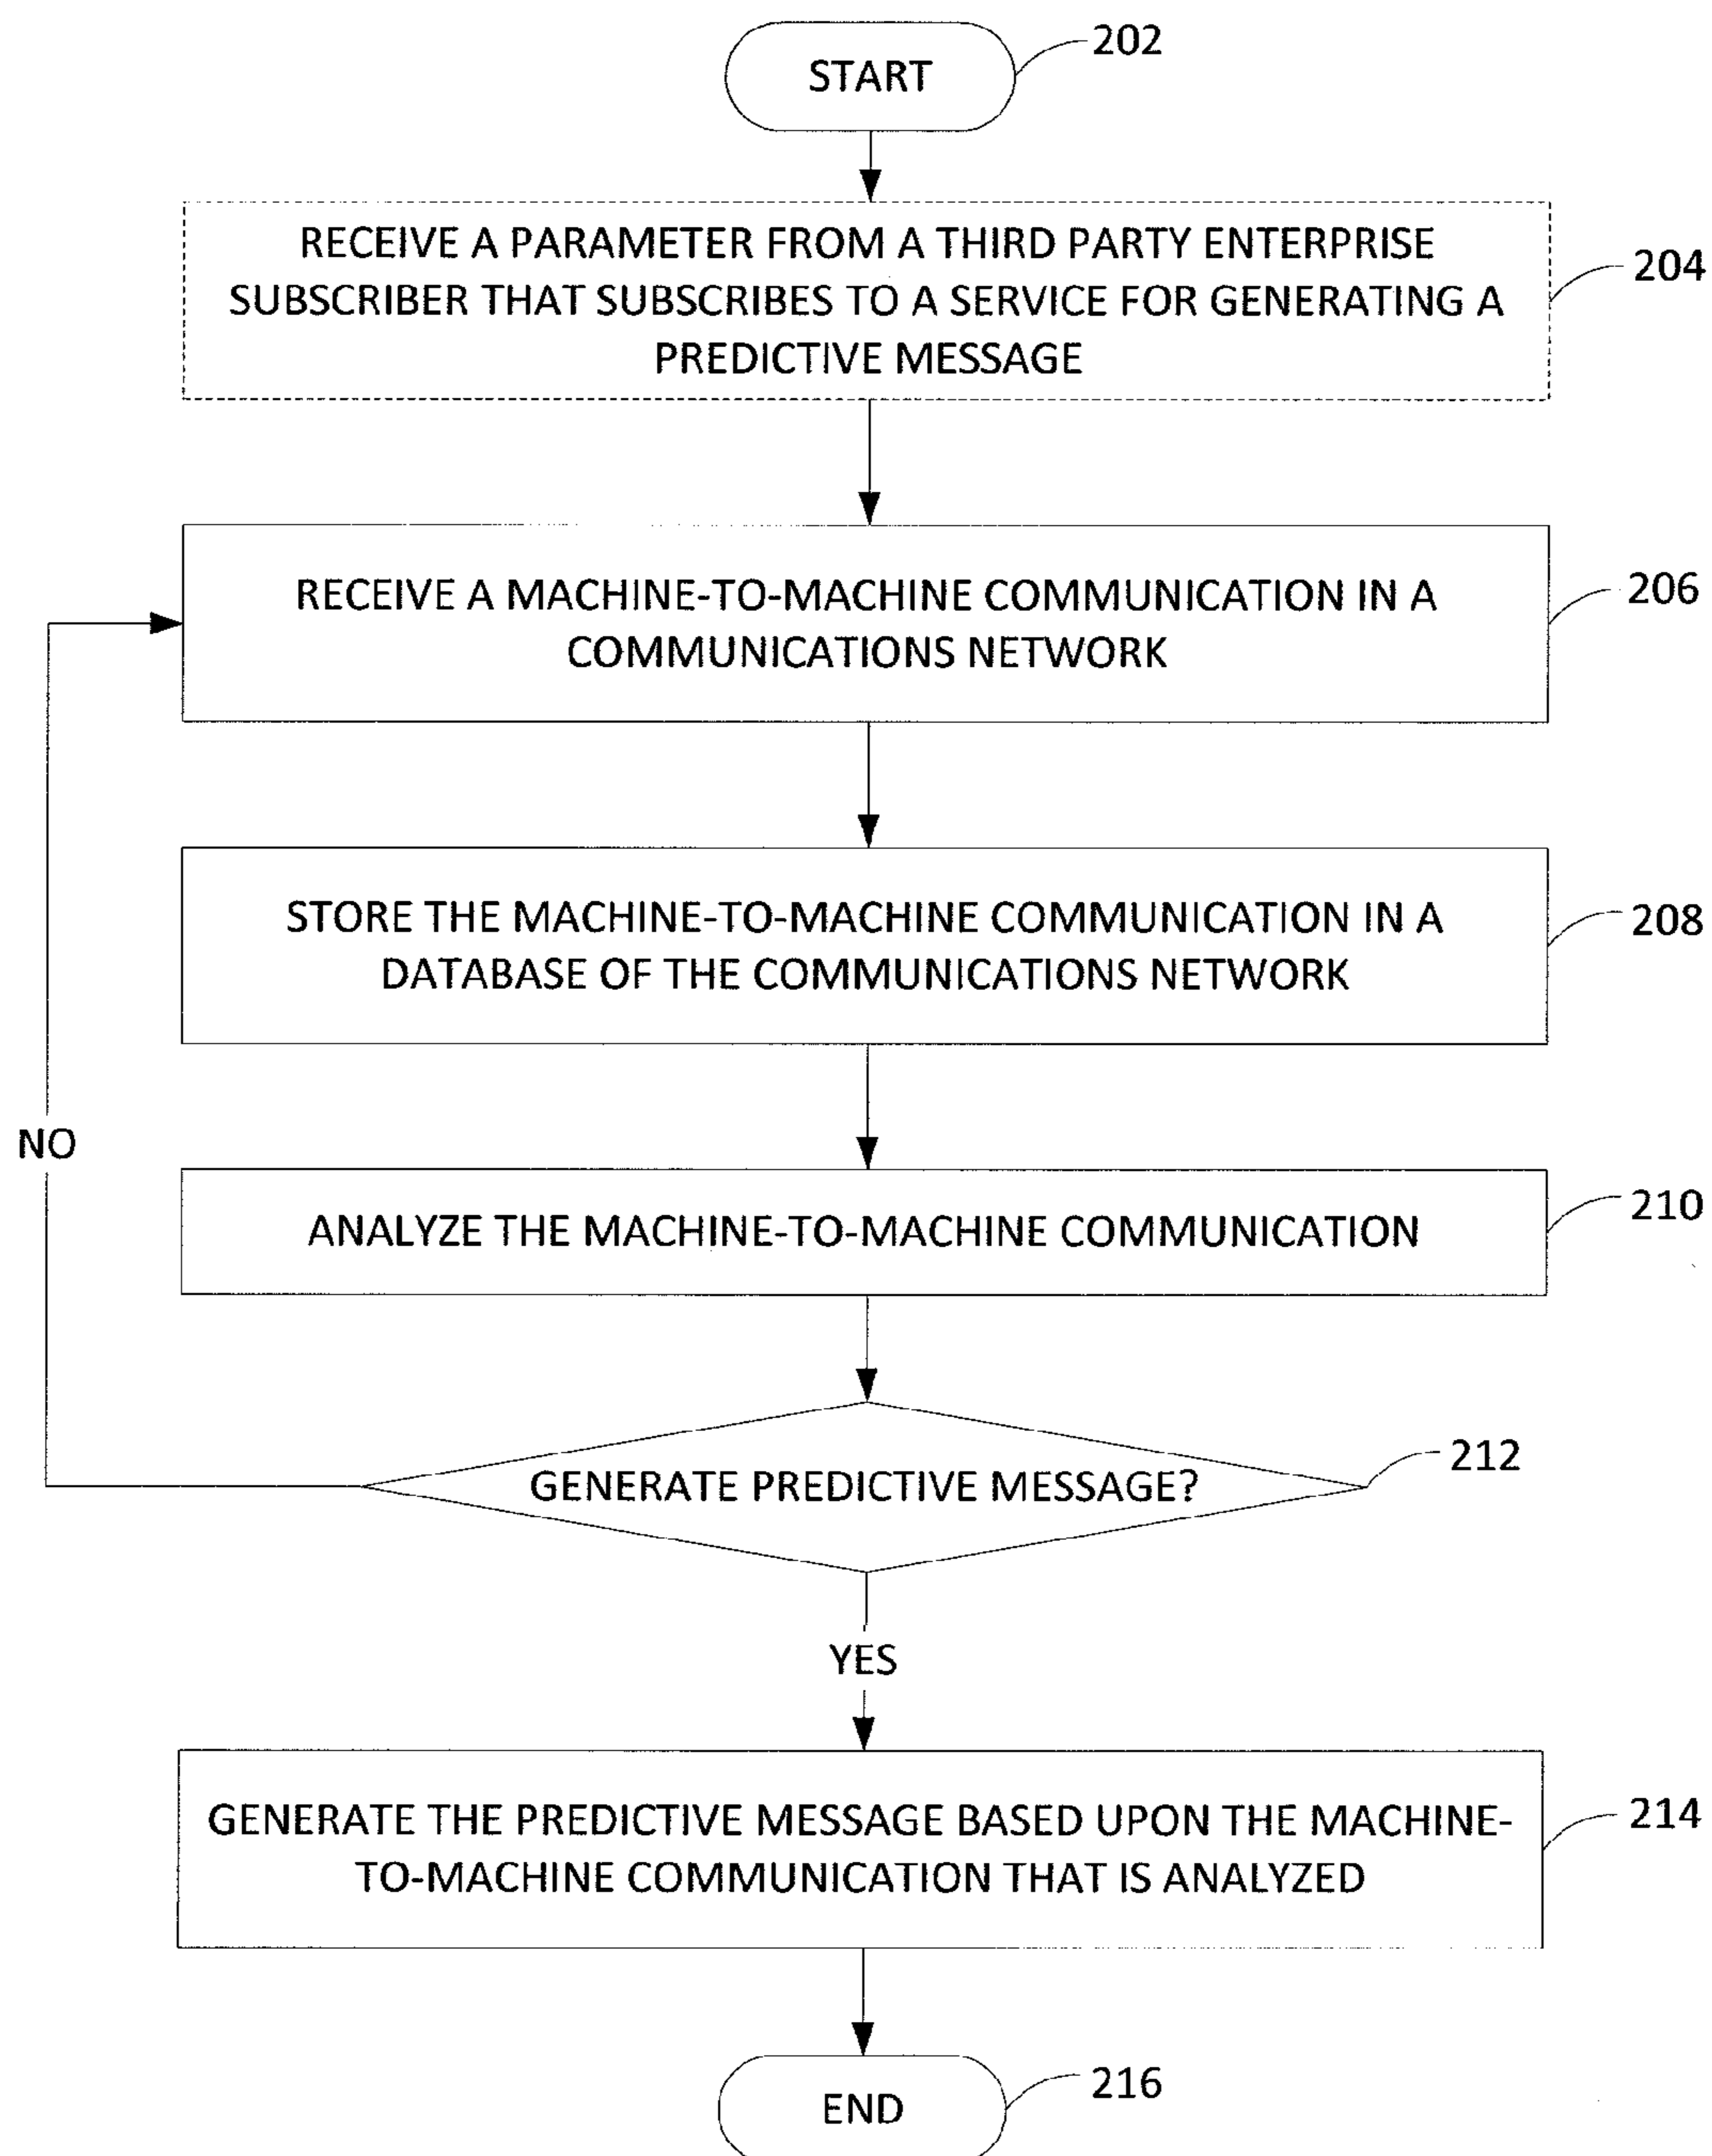 START
202
RECEIVE A PARAMETER FROM A THIRD PARTY ENTERPRISE
SUBSCRIBER THAT SUBSCRIBES TO A SERVICE FOR GENERATING A
PREDICTIVE MESSAGE
204
RECEIVE A MACHINE-TO-MACHINE COMMUNICATION IN A
COMMUNICATIONS NETWORK
206
STORE THE MACHINE-TO-MACHINE COMMUNICATION IN A
DATABASE OF THE COMMUNICATIONS NETWORK
208
NO
ANALYZE THE MACHINE-TO-MACHINE COMMUNICATION
210
GENERATE PREDICTIVE MESSAGE?
212
YES
GENERATE THE PREDICTIVE MESSAGE BASED UPON THE MACHINE-
TO-MACHINE COMMUNICATION THAT IS ANALYZED
214
END
216